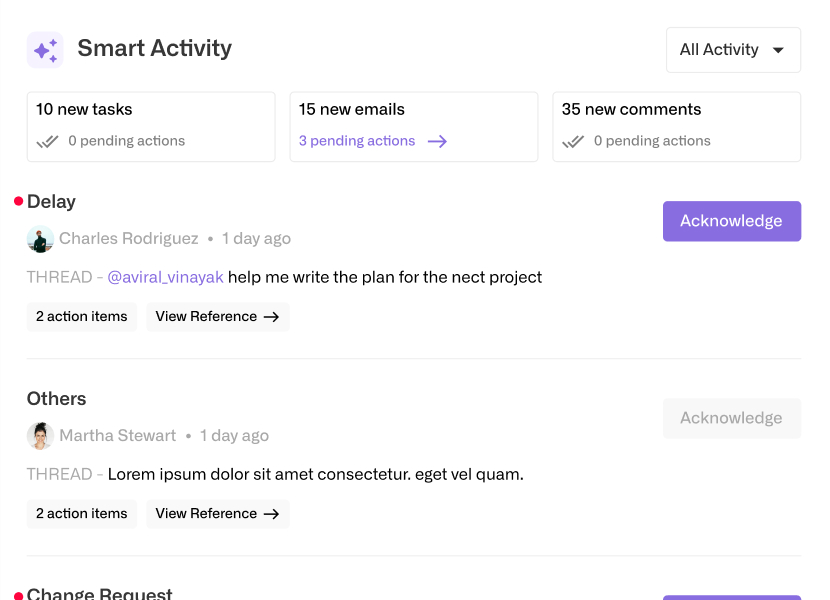 Smart Activity
All Activity
10 new tasks
0 pending actions
15 new emails
3 pending actions
35 new comments
0 pending actions
Delay
Acknowledge
Charles Rodriguez • 1 day ago
THREAD - @aviral_vinayak help me write the plan for the nect project
2 action items
View Reference
Others
Acknowledge
Martha Stewart • 1 day ago
THREAD - Lorem ipsum dolor sit amet consectetur. eget vel quam.
2 action items
View Reference
Change Request